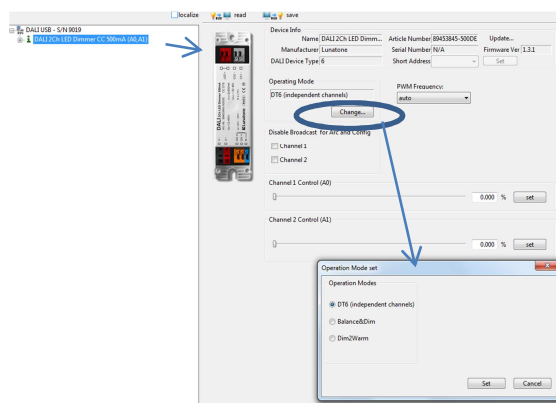 localize read save
DALI USB - S/N 9019
DALI 2Ch LED Dimmer CC 500mA (A0,A1)
Device Info
Name DALI 2Ch LED Dimm... Article Number 89453845-500DE Update...
Manufacturer Lunatone Serial Number N/A Firmware Ver 1.3.1
DALI Device Type 6 Short Address Set
Operating Mode
DT6 (independent channels)
Change...
PWM Frequency:
auto
Disable Broadcast for Arc and Config
Channel 1
Channel 2
Channel 1 Control (A0)
0.000 % set
Channel 2 Control (A1)
0.000 % set
Operation Mode set
Operation Modes
DT6 (independent channels)
Balance&Dim
Dim2Warm
Set Cancel